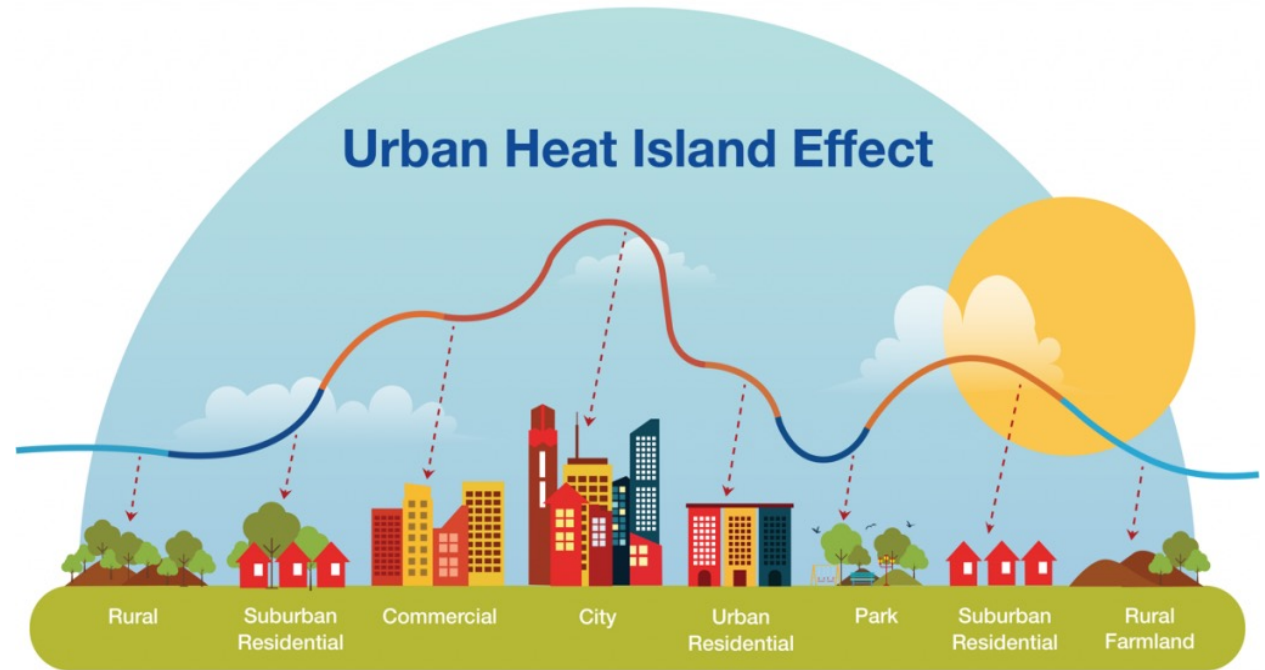 Urban Heat Island Effect
Rural
Suburban
Residential
Commercial
City
Urban
Residential
Park
Suburban
Residential
Rural
Farmland